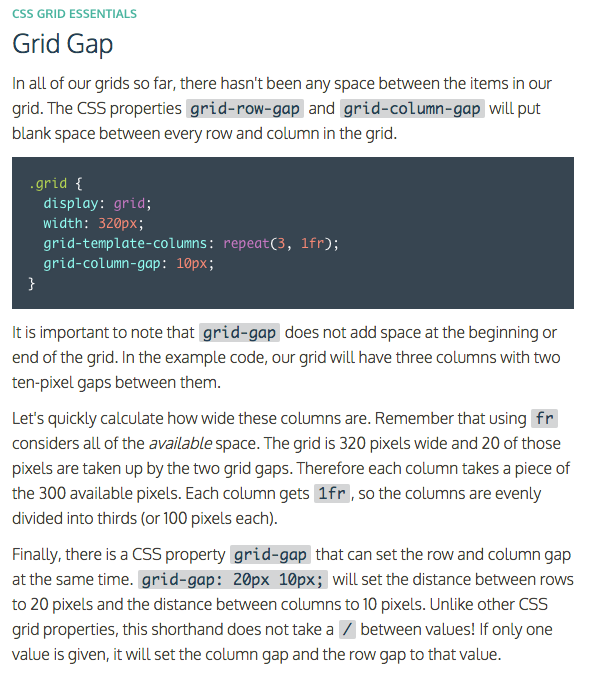 CSS GRID ESSENTIALS
Grid Gap
In all of our grids so far, there hasn't been any space between the items in our
grid. The CSS properties grid-row-gap and grid-column-gap will put
blank space between every row and column in the grid.
.grid {
  display: grid;
  width: 320px;
  grid-template-columns: repeat(3, 1fr);
  grid-column-gap: 10px;
}
It is important to note that grid-gap does not add space at the beginning or
end of the grid. In the example code, our grid will have three columns with two
ten-pixel gaps between them.
Let's quickly calculate how wide these columns are. Remember that using fr
considers all of the available space. The grid is 320 pixels wide and 20 of those
pixels are taken up by the two grid gaps. Therefore each column takes a piece of
the 300 available pixels. Each column gets 1fr, so the columns are evenly
divided into thirds (or 100 pixels each).
Finally, there is a CSS property grid-gap that can set the row and column gap
at the same time. grid-gap: 20px 10px; will set the distance between rows
to 20 pixels and the distance between columns to 10 pixels. Unlike other CSS
grid properties, this shorthand does not take a / between values! If only one
value is given, it will set the column gap and the row gap to that value.